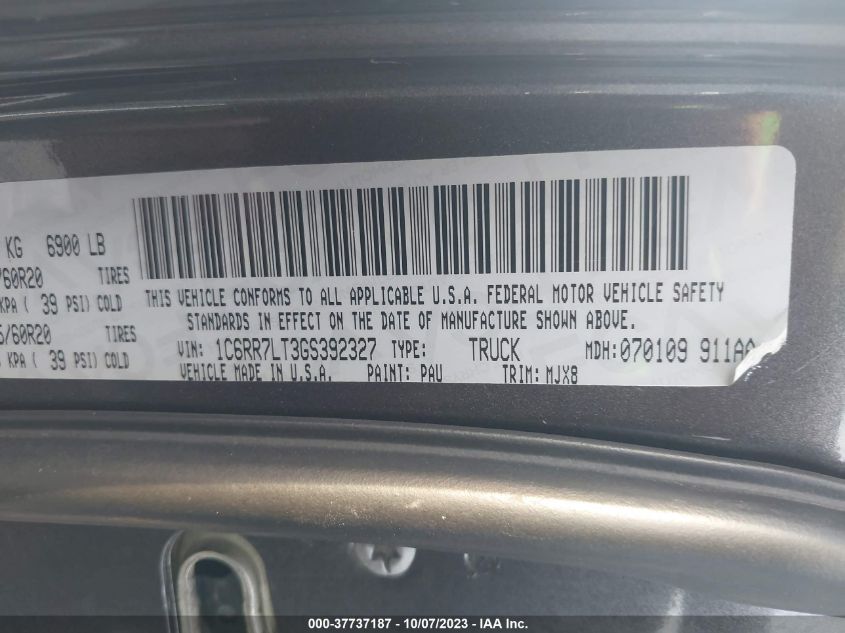 KG 6900 LB
/60R20 TIRES
KPA ( 39 PSI) COLD
5/60R20 TIRES
KPA ( 39 PSI) COLD
THIS VEHICLE CONFORMS TO ALL APPLICABLE U.S.A. FEDERAL MOTOR VEHICLE SAFETY
STANDARDS IN EFFECT ON THE DATE OF MANUFACTURE SHOWN ABOVE.
VIN: 1C6RR7LT3GS392327 TYPE: TRUCK MDH: 070109 911AA
VEHICLE MADE IN U.S.A. PAINT: PAU TRIM: MJX8
000-37737187 - 10/07/2023 - IAA Inc.